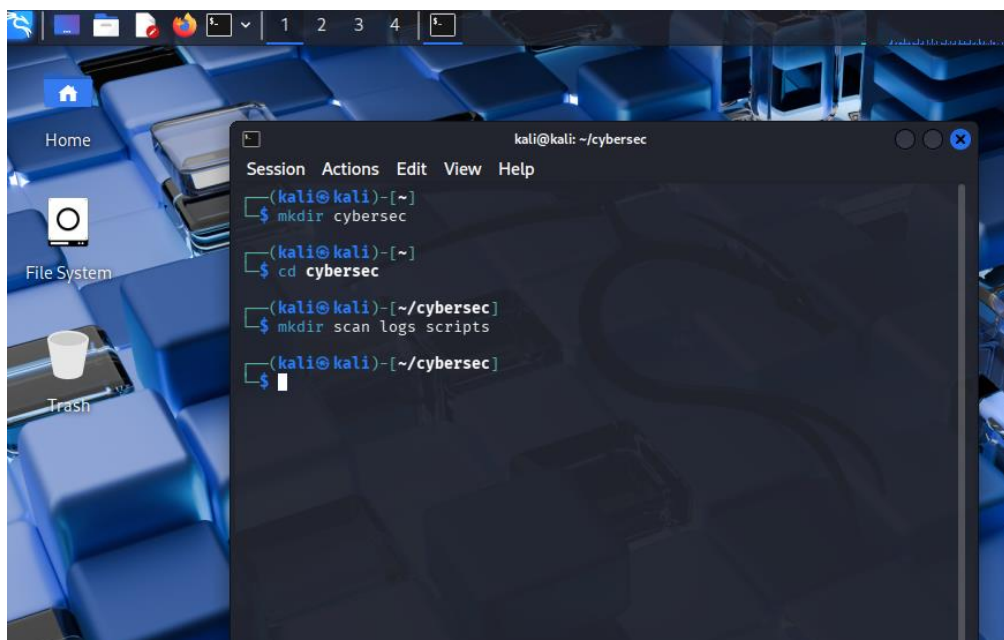 1 2 3 4
Home
File System
Trash
kali@kali: ~/cybersec
Session Actions Edit View Help
┌──(kali㉿kali)-[~]
└─$ mkdir cybersec
┌──(kali㉿kali)-[~]
└─$ cd cybersec
┌──(kali㉿kali)-[~/cybersec]
└─$ mkdir scan logs scripts
┌──(kali㉿kali)-[~/cybersec]
└─$